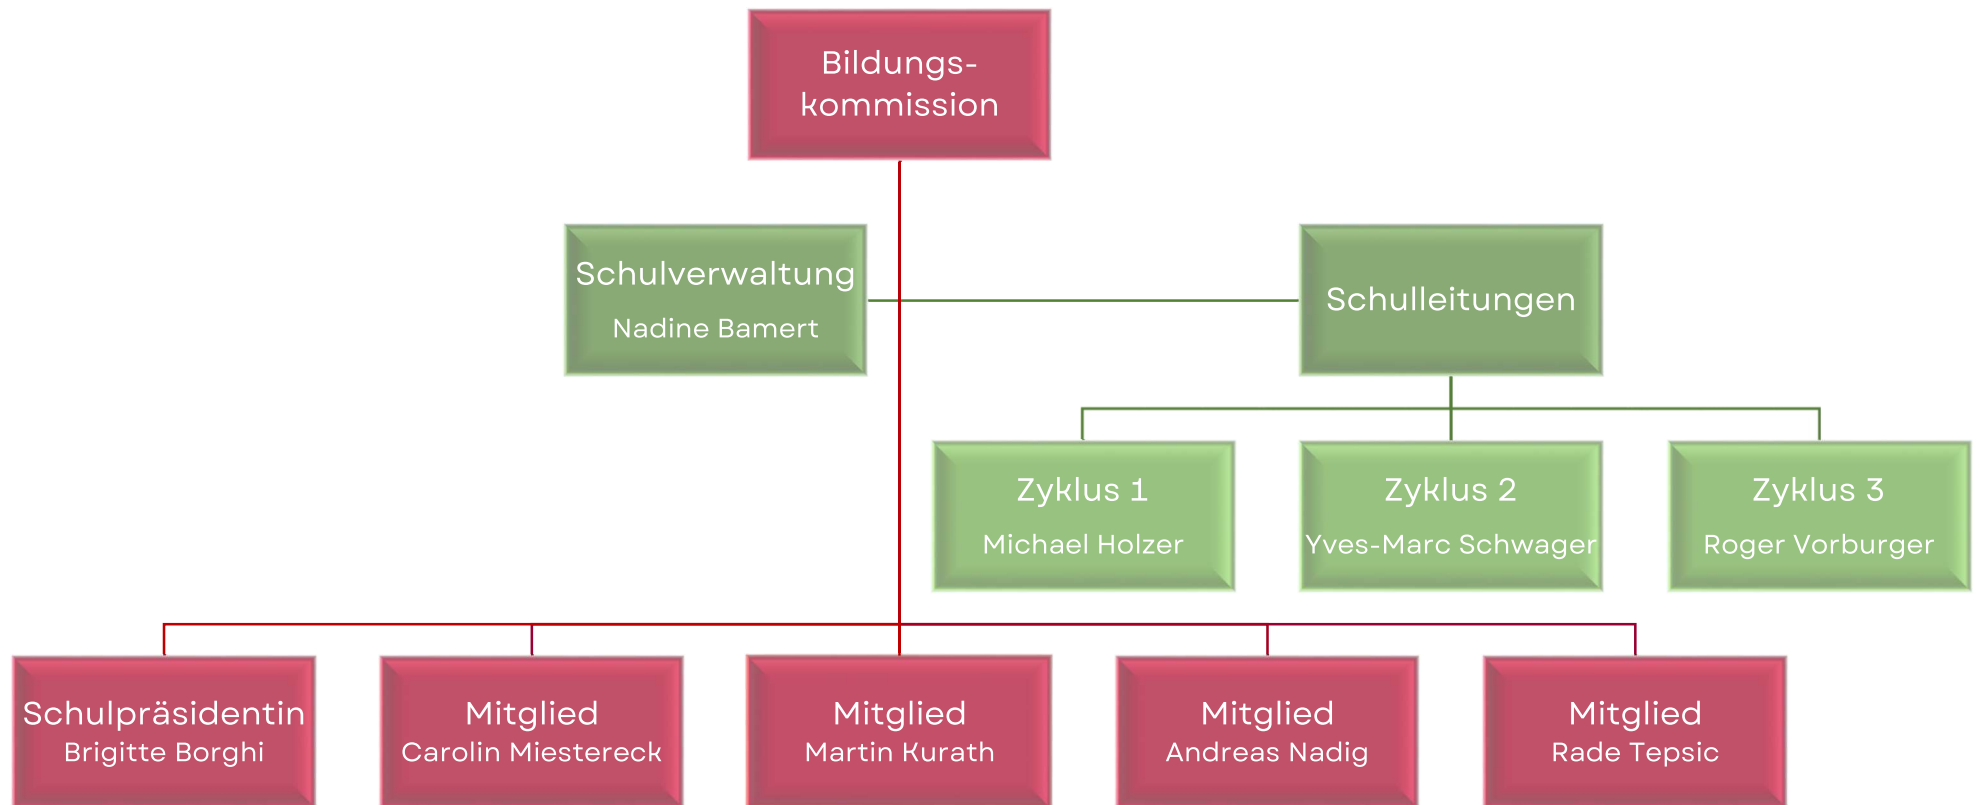 Bildungs-
kommission
Schulverwaltung
Nadine Bamert
Schulleitungen
Zyklus 1
Michael Holzer
Zyklus 2
Yves-Marc Schwager
Zyklus 3
Roger Vorburger
Schulpräsidentin
Brigitte Borghi
Mitglied
Carolin Miestereck
Mitglied
Martin Kurath
Mitglied
Andreas Nadig
Mitglied
Rade Tepsic